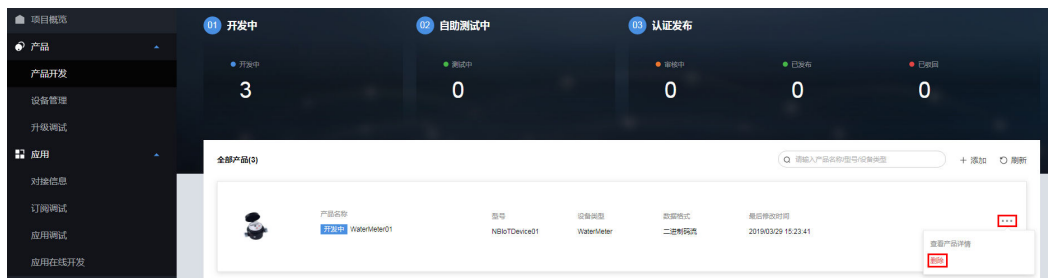 项目概览
产品
产品开发
设备管理
升级调试
应用
对接信息
订阅调试
应用调试
应用在线开发
01 开发中
02 自助测试中
03 认证发布
开发中
测试中
审核中
已发布
已驳回
3
0
0
0
0
全部产品(3)
请输入产品名称/型号/设备类型
+ 添加
刷新
产品名称
型号
设备类型
数据格式
最后修改时间
开发中 WaterMeter01
NBIoTDevice01
WaterMeter
二进制码流
2019/03/29 15:23:41
...
查看产品详情
删除